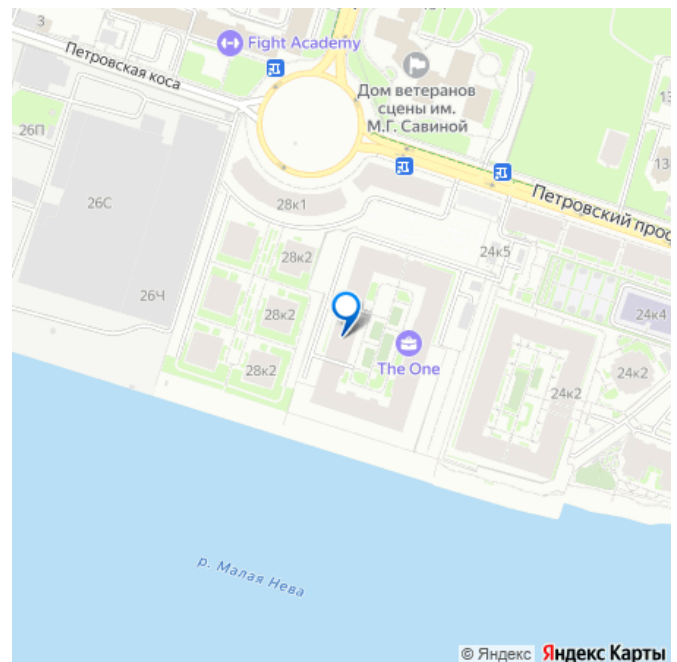 3
Fight Academy
Петровская коса
Дом ветеранов
сцены им.
М.Г. Савиной
13
26П
13
26С
28к1
Петровский прос
28к2
24к5
26Ч
28к2
24к4
The One
28к2
24к2
24к2
р. Малая Нева
© Яндекс Яндекс Карты